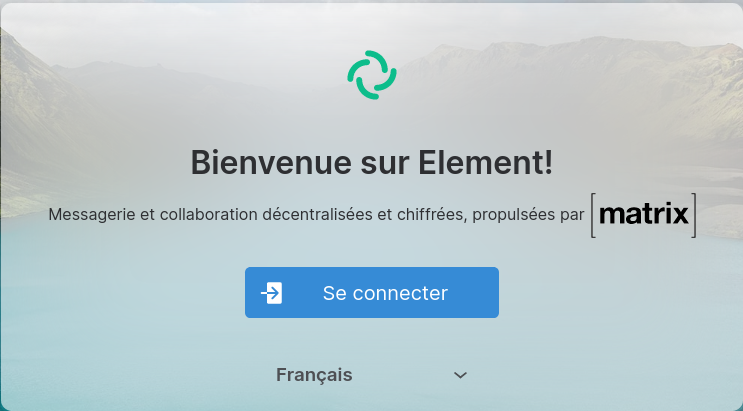 Bienvenue sur Element!
Messagerie et collaboration décentralisées et chiffrées, propulsées par [matrix]
Se connecter
Français